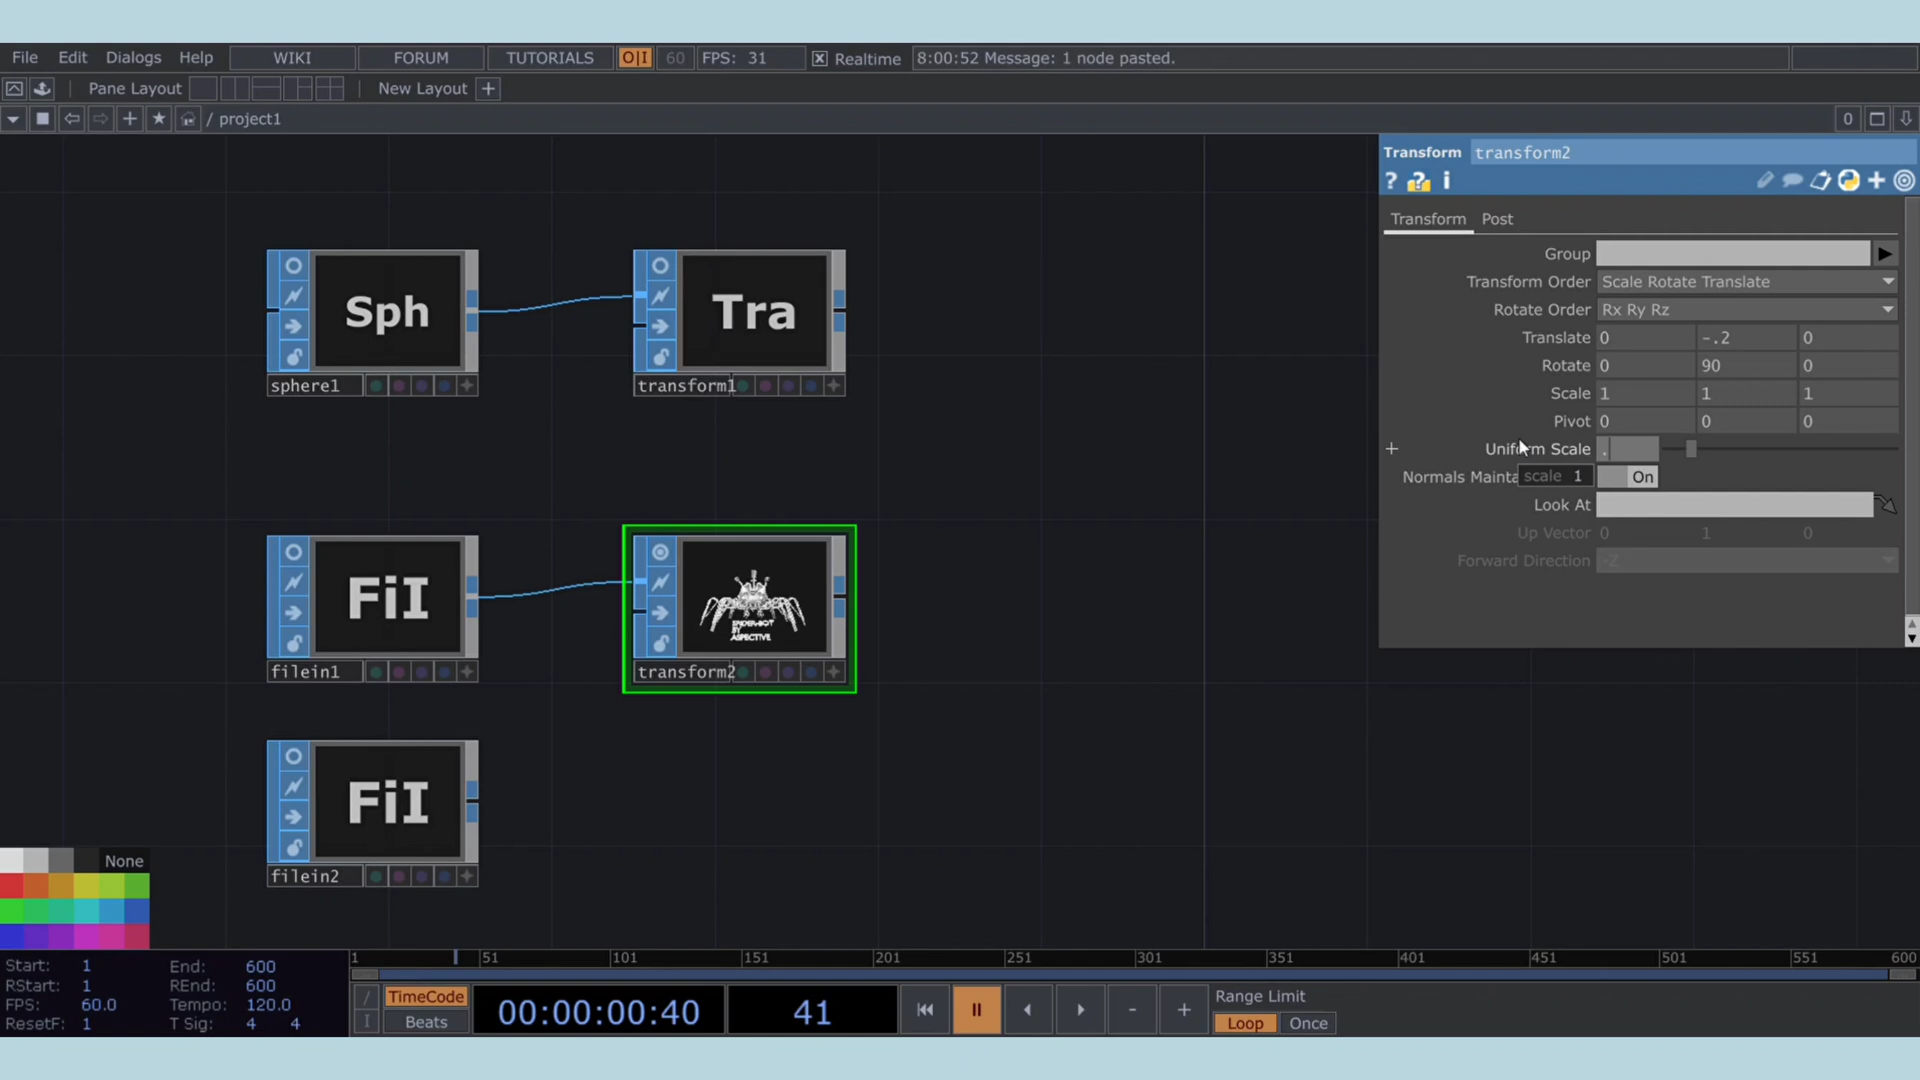 File Edit Dialogs Help WIKI FORUM TUTORIALS O|I 60 FPS: 31 Realtime 8:00:52 Message: 1 node pasted.
Pane Layout New Layout +
/ project1 0
Transform transform2
? i
Transform Post
Group
Transform Order Scale Rotate Translate
Rotate Order Rx Ry Rz
Translate 0 -.2 0
Rotate 0 90 0
Scale 1 1 1
Pivot 0 0 0
+ Uniform Scale .
Normals Mainta scale 1 On
Look At
Up Vector 0 1 0
Forward Direction -Z
Sph
sphere1
Tra
transform1
FiI
filein1
SPIDERBOT
BY
ASPECTIVE
transform2
FiI
filein2
None
Start: 1 End: 600
RStart: 1 REnd: 600
FPS: 60.0 Tempo: 120.0
ResetF: 1 T Sig: 4 4
1 51 101 151 201 251 301 351 401 451 501 551 600
/ TimeCode
I Beats
00:00:00:40 41 - +
Range Limit
Loop Once